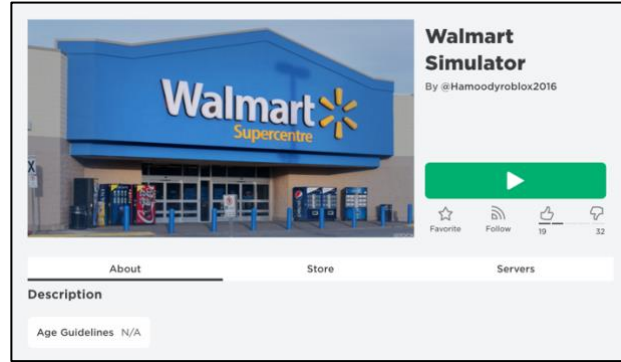 Walmart
Supercentre
Walmart
Simulator
By @Hamoodyroblox2016
Favorite
Follow
19
32
About
Store
Servers
Description
Age Guidelines N/A